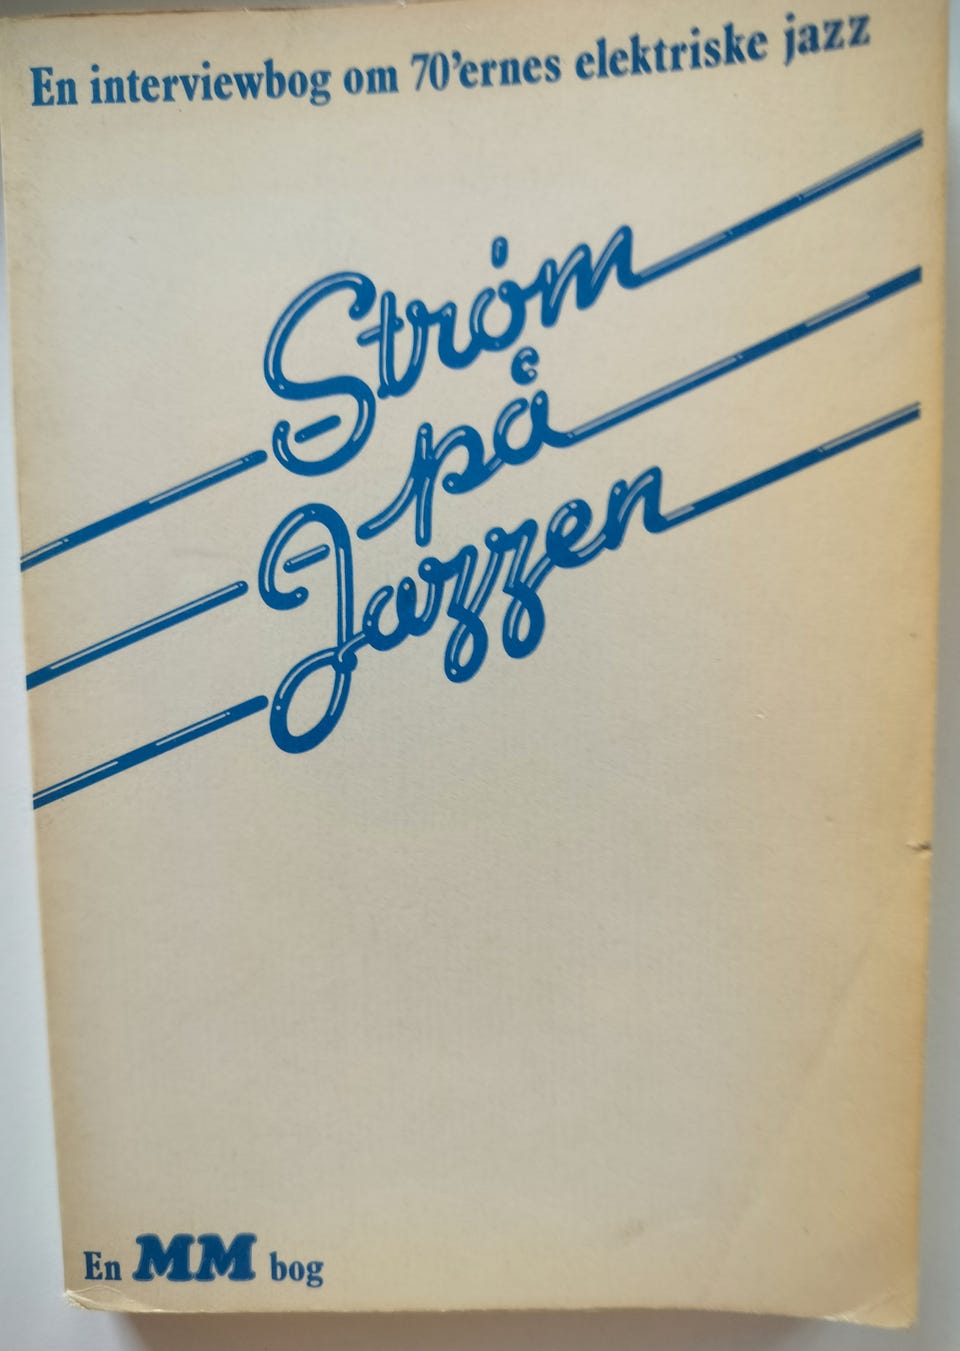 En interviewbog om 70'ernes elektriske jazz
Strøm
på
Jazzen
En MM bog